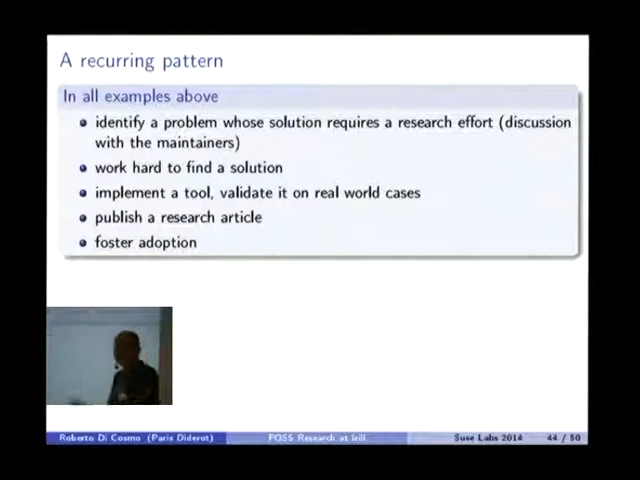 A recurring pattern
In all examples above
identify a problem whose solution requires a research effort (discussion
with the maintainers)
work hard to find a solution
implement a tool, validate it on real world cases
publish a research article
foster adoption
Roberto Di Cosmo (Paris Diderot) FOSS Research at Irill Suse Labs 2014 44 / 50